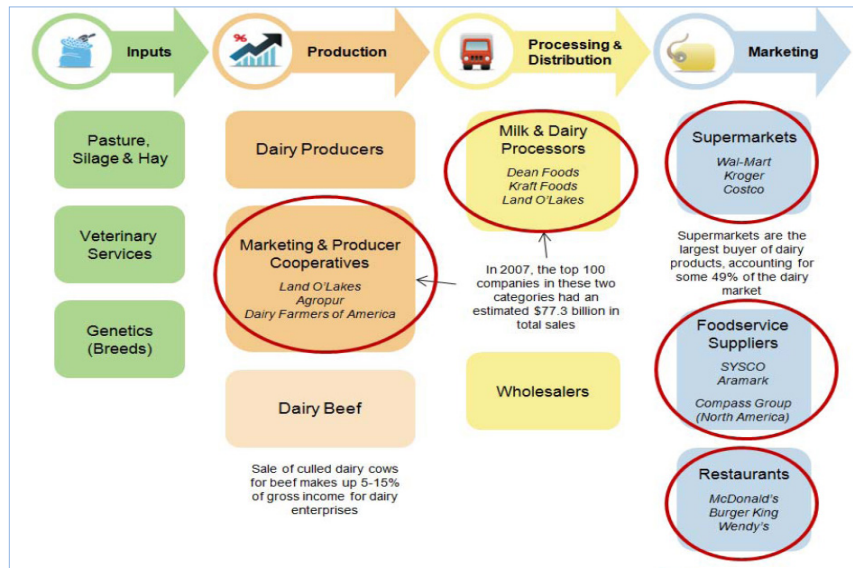 Inputs
Production
Processing &
Distribution
Marketing
%
Pasture,
Silage & Hay
Veterinary
Services
Genetics
(Breeds)
Dairy Producers
Marketing & Producer
Cooperatives
Land O'Lakes
Agropur
Dairy Farmers of America
Dairy Beef
Sale of culled dairy cows
for beef makes up 5-15%
of gross income for dairy
enterprises
Milk & Dairy
Processors
Dean Foods
Kraft Foods
Land O'Lakes
In 2007, the top 100
companies in these two
categories had an
estimated $77.3 billion in
total sales
Wholesalers
Supermarkets
Wal-Mart
Kroger
Costco
Supermarkets are the
largest buyer of dairy
products, accounting for
some 49% of the dairy
market
Foodservice
Suppliers
SYSCO
Aramark
Compass Group
(North America)
Restaurants
McDonald's
Burger King
Wendy's